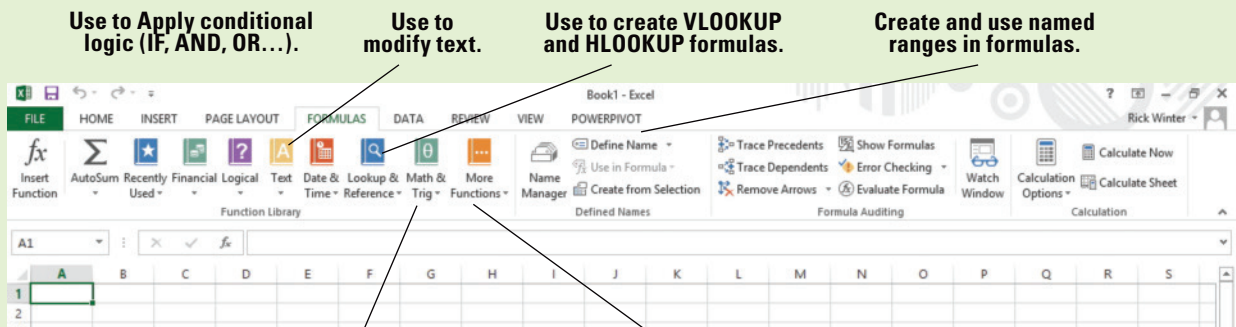 Use to Apply conditional
logic (IF, AND, OR…).
Use to
modify text.
Use to create VLOOKUP
and HLOOKUP formulas.
Create and use named
ranges in formulas.
Book1 - Excel
?
FILE HOME INSERT PAGE LAYOUT FORMULAS DATA REVIEW VIEW POWERPIVOT Rick Winter
fx
Insert
Function
Σ
AutoSum
Recently
Used
Financial
?
Logical
A
Text
Date &
Time
Lookup &
Reference
θ
Math &
Trig
More
Functions
Function Library
Name
Manager
Define Name
Use in Formula
Create from Selection
Defined Names
Trace Precedents
Trace Dependents
Remove Arrows
Show Formulas
Error Checking
Evaluate Formula
Formula Auditing
Watch
Window
Calculation
Options
Calculate Now
Calculate Sheet
Calculation
A1 fx
A B C D E F G H I J K L M N O P Q R S
1
2